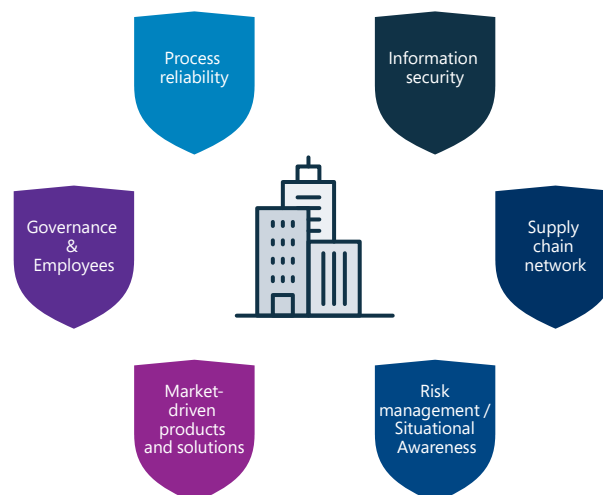 Process
reliability
Information
security
Governance
&
Employees
Supply
chain
network
Market-
driven
products
and solutions
Risk
management /
Situational
Awareness